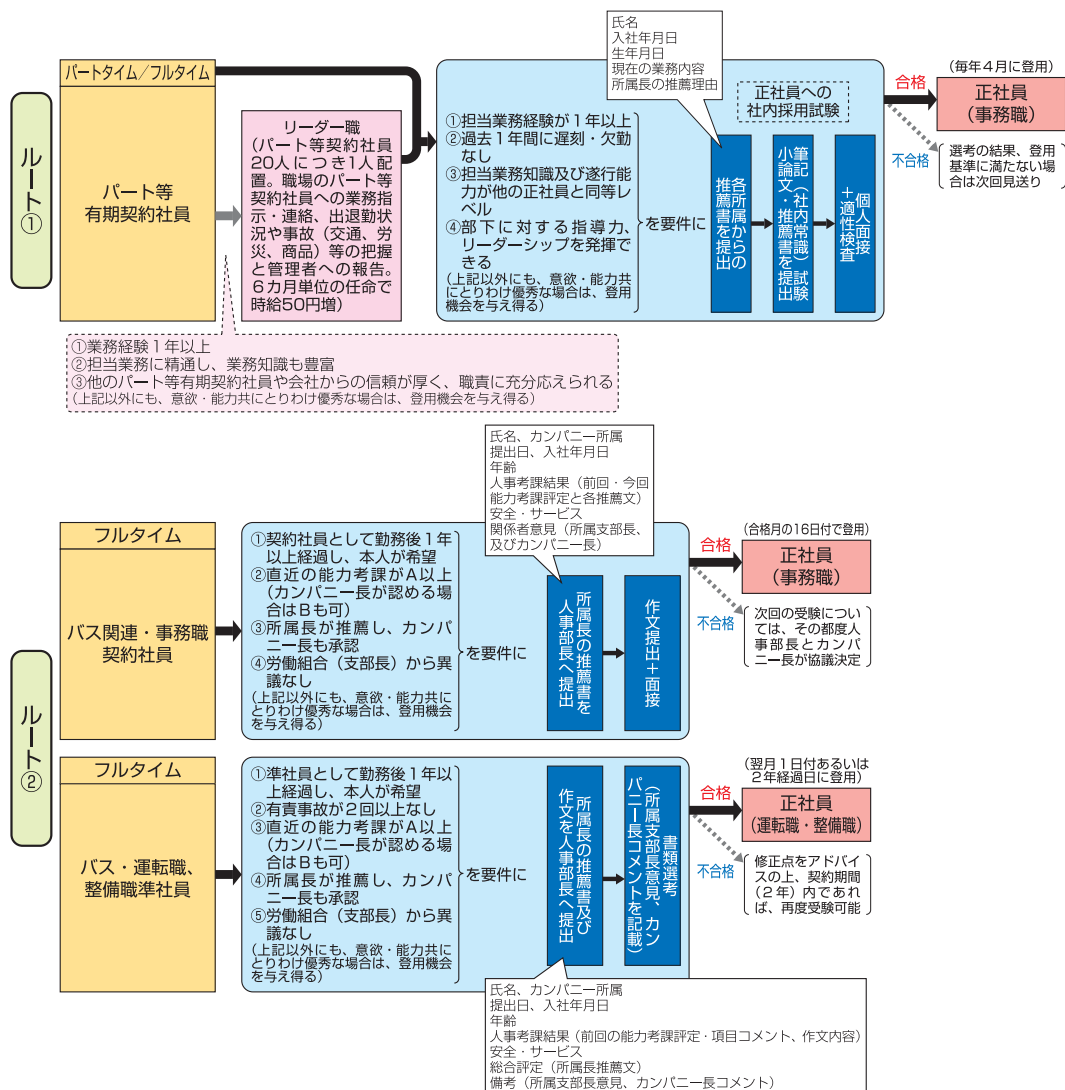 ルート①
パートタイム/フルタイム
パート等
有期契約社員
リーダー職
(パート等契約社員
20人につき1人配
置。職場のパート等
契約社員への業務指
示・連絡、出退勤状
況や事故(交通、労
災、商品)等の把握
と管理者への報告。
6カ月単位の任命で
時給50円増)
①業務経験1年以上
②担当業務に精通し、業務知識も豊富
③他のパート等有期契約社員や会社からの信頼が厚く、職責に充分応えられる
(上記以外にも、意欲・能力共にとりわけ優秀な場合は、登用機会を与え得る)
①担当業務経験が1年以上
②過去1年間に遅刻・欠勤
なし
③担当業務知識及び遂行能
力が他の正社員と同等レ
ベル
④部下に対する指導力、
リーダーシップを発揮で
きる
(上記以外にも、意欲・能力共
にとりわけ優秀な場合は、登用
機会を与え得る)
を要件に
氏名
入社年月日
生年月日
現在の業務内容
所属長の推薦理由
各所属からの
推薦書を提出
正社員への
社内採用試験
筆記(社内常識)試験
小論文・推薦書を提出
個人面接
+適性検査
合格
(毎年4月に登用)
正社員
(事務職)
不合格
選考の結果、登用
基準に満たない場
合は次回見送り
ルート②
フルタイム
バス関連・事務職
契約社員
①契約社員として勤務後1年
以上経過し、本人が希望
②直近の能力考課がA以上
(カンパニー長が認める場
合はBも可)
③所属長が推薦し、カンパ
ニー長も承認
④労働組合(支部長)から異
議なし
(上記以外にも、意欲・能力共に
とりわけ優秀な場合は、登用機会
を与え得る)
を要件に
氏名、カンパニー所属
提出日、入社年月日
年齢
人事考課結果(前回・今回
能力考課評定と各推薦文)
安全・サービス
関係者意見(所属支部長、
及びカンパニー長)
所属長の推薦書を
人事部長へ提出
作文提出+面接
合格
(合格月の16日付で登用)
正社員
(事務職)
不合格
次回の受験につい
ては、その都度人
事部長とカンパ
ニー長が協議決定
フルタイム
バス・運転職、
整備職準社員
①準社員として勤務後1年以
上経過し、本人が希望
②有責事故が2回以上なし
③直近の能力考課がA以上
(カンパニー長が認める場
合はBも可)
④所属長が推薦し、カンパ
ニー長も承認
⑤労働組合(支部長)から異
議なし
(上記以外にも、意欲・能力共に
とりわけ優秀な場合は、登用機会
を与え得る)
を要件に
所属長の推薦書及び
作文を人事部長へ提出
書類選考
(所属支部長意見、カン
パニー長コメントを記載)
合格
(翌月1日付あるいは
2年経過日に登用)
正社員
(運転職・整備職)
不合格
修正点をアドバイ
スの上、契約期間
(2年)内であれ
ば、再度受験可能
氏名、カンパニー所属
提出日、入社年月日
年齢
人事考課結果(前回の能力考課評定・項目コメント、作文内容)
安全・サービス
総合評定(所属長推薦文)
備考(所属支部長意見、カンパニー長コメント)